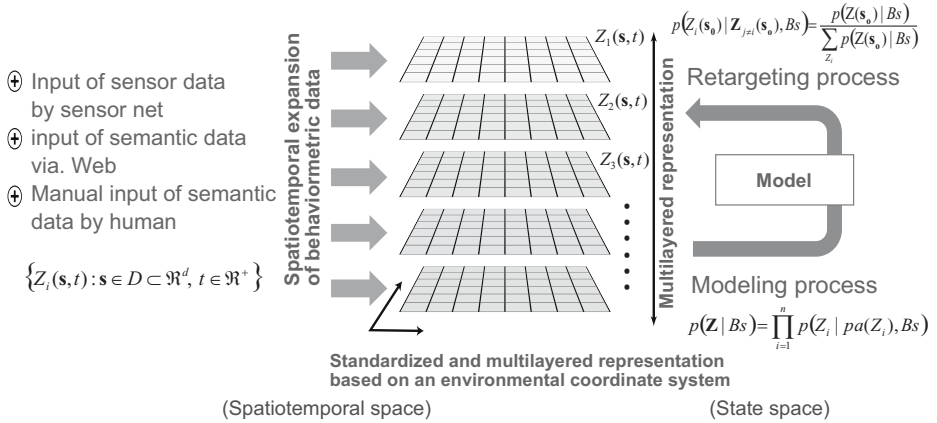 ⊕ Input of sensor data
by sensor net
⊕ input of semantic data
via. Web
⊕ Manual input of semantic
data by human
{Z_i(s,t) : s ∈ D ⊂ ℜ^d, t ∈ ℜ^+}
Spatiotemporal expansion
of behaviormetric data
Z_1(s,t)
Z_2(s,t)
Z_3(s,t)
Multilayered representation
p(Z_i(s_0) | Z_{j≠i}(s_0), Bs) = p(Z(s_0) | Bs) / ∑_{Z_i} p(Z(s_0) | Bs)
Retargeting process
Model
Modeling process
p(Z | Bs) = ∏_{i=1}^{n} p(Z_i | pa(Z_i), Bs)
Standardized and multilayered representation
based on an environmental coordinate system
(Spatiotemporal space)
(State space)